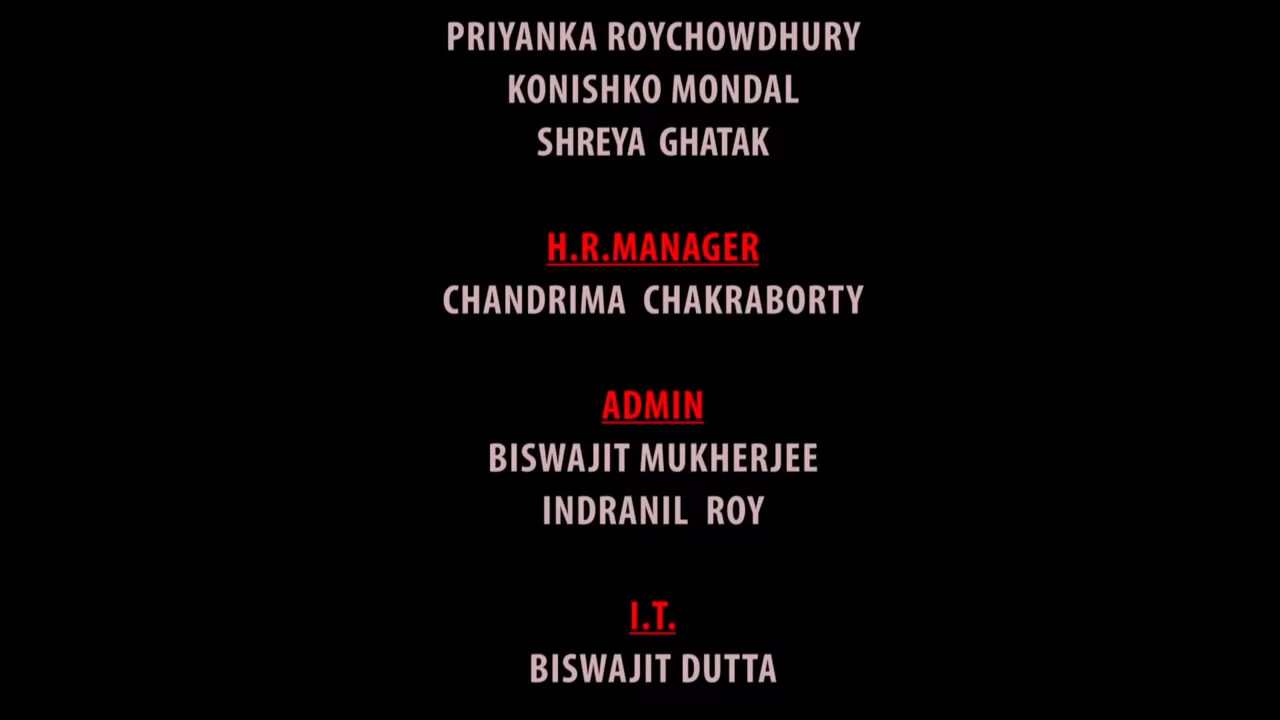 PRIYANKA ROYCHOWDHURY
KONISHKO MONDAL
SHREYA GHATAK
H.R.MANAGER
CHANDRIMA CHAKRABORTY
ADMIN
BISWAJIT MUKHERJEE
INDRANIL ROY
I.T.
BISWAJIT DUTTA